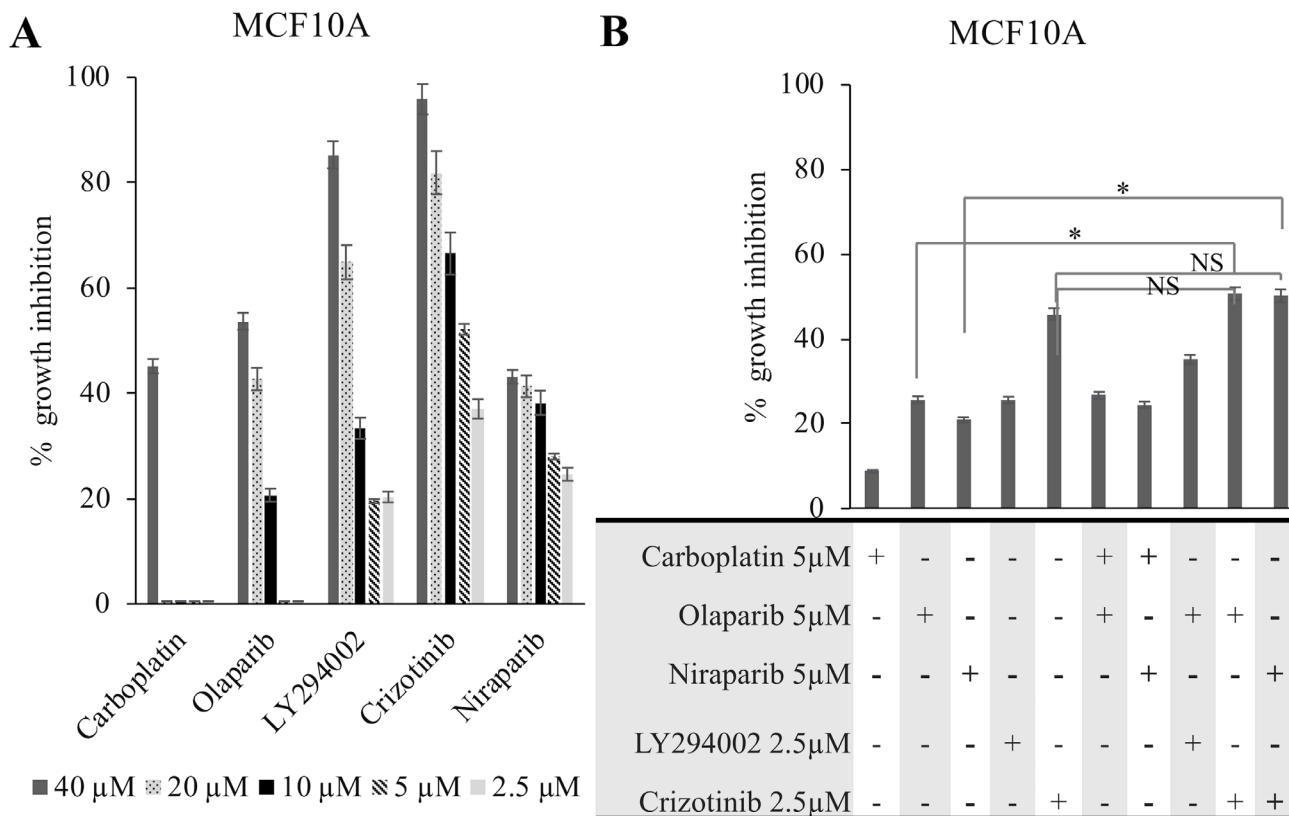 A
MCF10A
% growth inhibition
100
80
60
40
20
0
Carboplatin
Olaparib
LY294002
Crizotinib
Niraparib
40 µM 20 µM 10 µM 5 µM 2.5 µM
B
MCF10A
% growth inhibition
100
80
60
40
20
0
*
*
NS
NS
Carboplatin 5µM + - - - - + + - - -
Olaparib 5µM - + - - - + - + + -
Niraparib 5µM - - + - - - + - - +
LY294002 2.5µM - - - + - - - + - -
Crizotinib 2.5µM - - - - + - - - + +